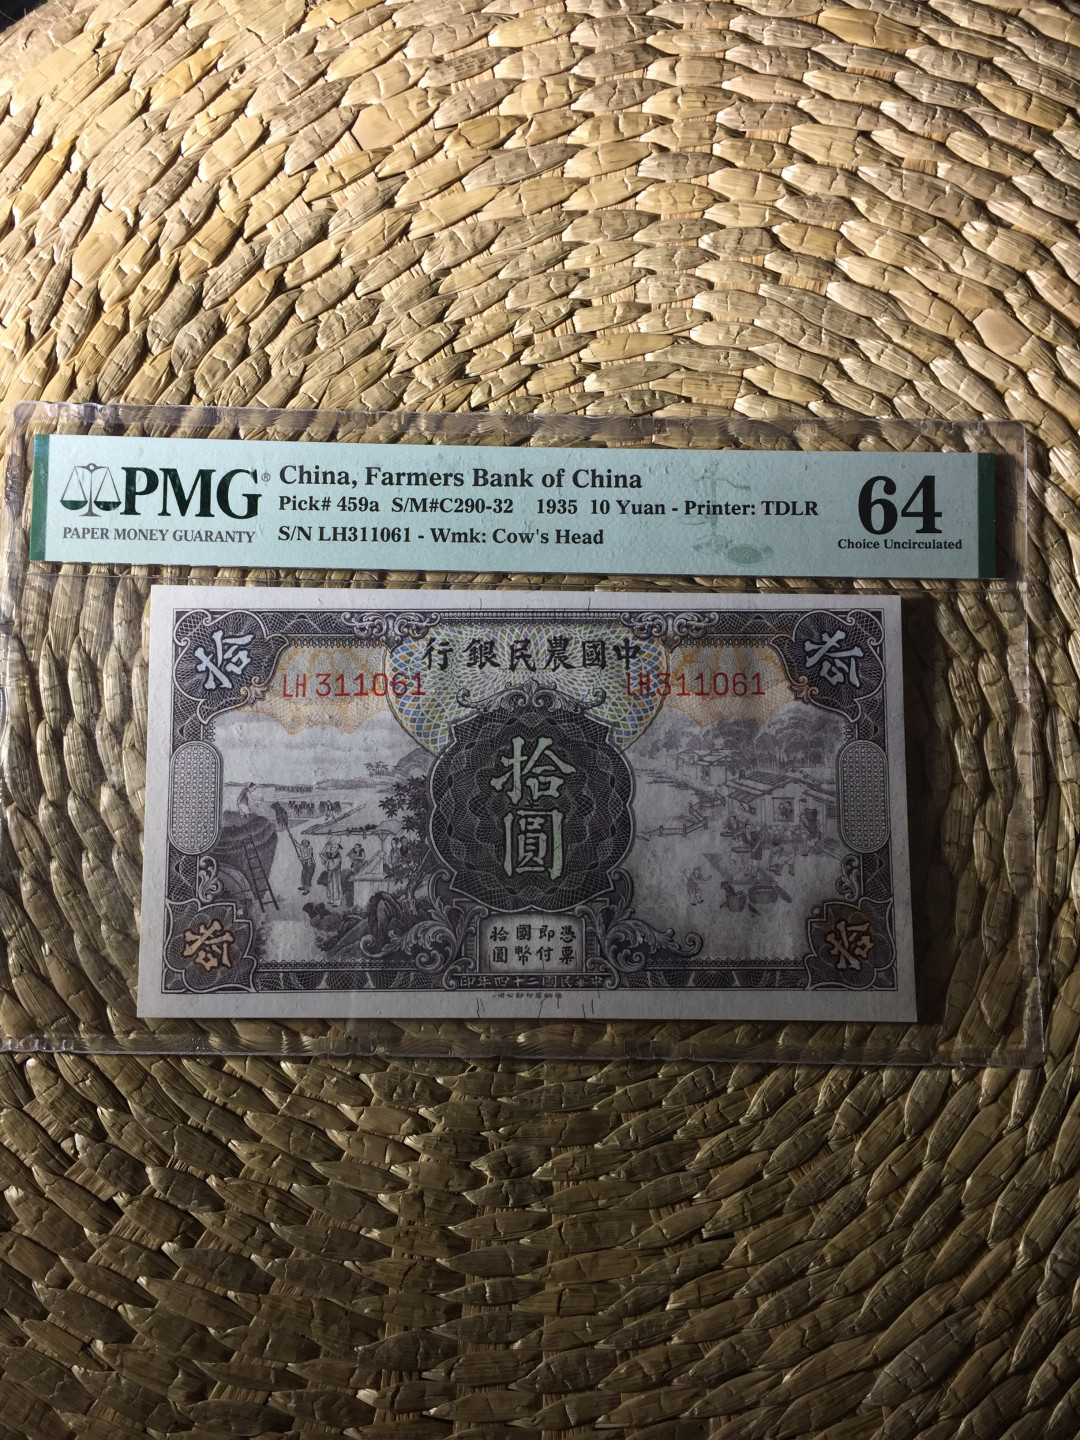 PMG®
PAPER MONEY GUARANTY
China, Farmers Bank of China
Pick# 459a S/M#C290-32 1935 10 Yuan - Printer: TDLR
S/N LH311061 - Wmk: Cow's Head
64
Choice Uncirculated
拾
中國農民銀行
拾
LH311061
LH311061
拾
圓
拾
憑票
即付
國幣
拾圓
拾
中華民國二十四年印